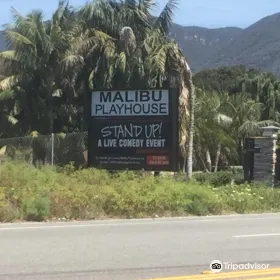 MALIBU
PLAYHOUSE
STAND UP!
A LIVE COMEDY EVENT
Tripadvisor